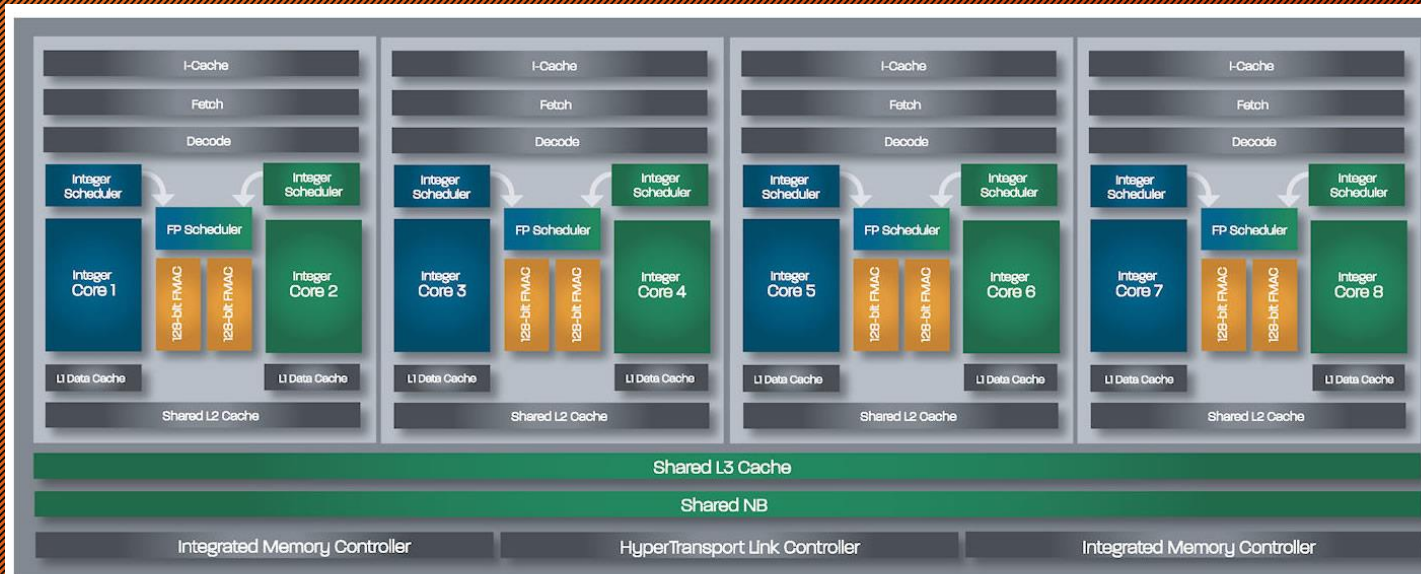 I-Cache
I-Cache
I-Cache
I-Cache
Fetch
Fetch
Fetch
Fetch
Decode
Decode
Decode
Decode
Integer
Scheduler
Integer
Scheduler
Integer
Scheduler
Integer
Scheduler
Integer
Scheduler
Integer
Scheduler
Integer
Scheduler
Integer
Scheduler
FP Scheduler
FP Scheduler
FP Scheduler
FP Scheduler
Integer
Core 1
128-bit FMAC
128-bit FMAC
Integer
Core 2
Integer
Core 3
128-bit FMAC
128-bit FMAC
Integer
Core 4
Integer
Core 5
128-bit FMAC
128-bit FMAC
Integer
Core 6
Integer
Core 7
128-bit FMAC
128-bit FMAC
Integer
Core 8
L1 Data Cache
L1 Data Cache
L1 Data Cache
L1 Data Cache
L1 Data Cache
L1 Data Cache
L1 Data Cache
L1 Data Cache
Shared L2 Cache
Shared L2 Cache
Shared L2 Cache
Shared L2 Cache
Shared L3 Cache
Shared NB
Integrated Memory Controller
HyperTransport Link Controller
Integrated Memory Controller